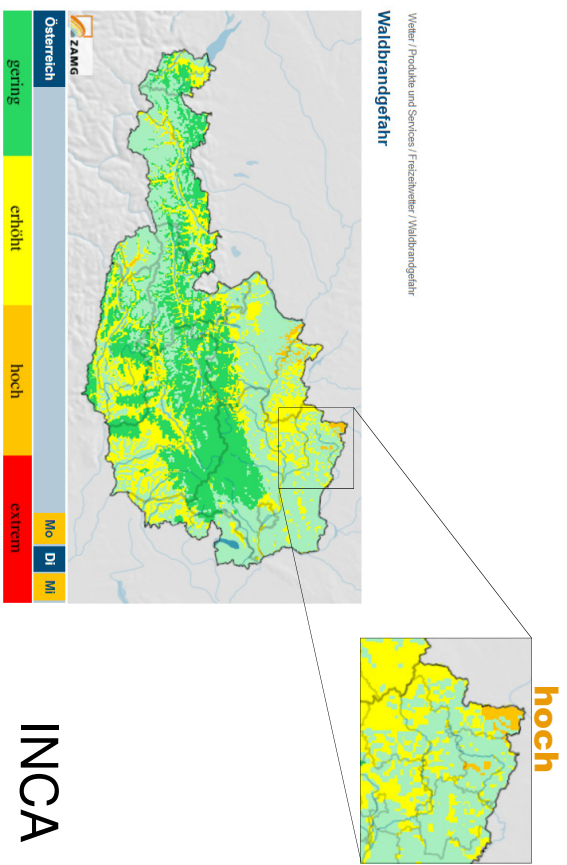 Wetter / Produkte und Services / Freizeitwetter / Waldbrandgefahr
Waldbrandgefahr
hoch
ZAMG
Österreich
Mo
Di
Mi
gering
erhöht
hoch
extrem
INCA